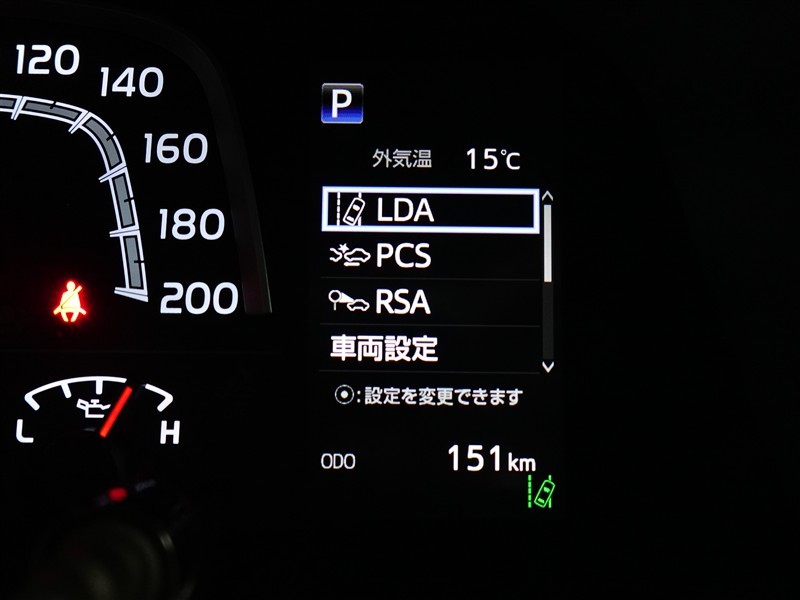 120
140
160
180
200
L
H
P
外気温 15℃
LDA
PCS
RSA
車両設定
⦿:設定を変更できます
ODO 151km